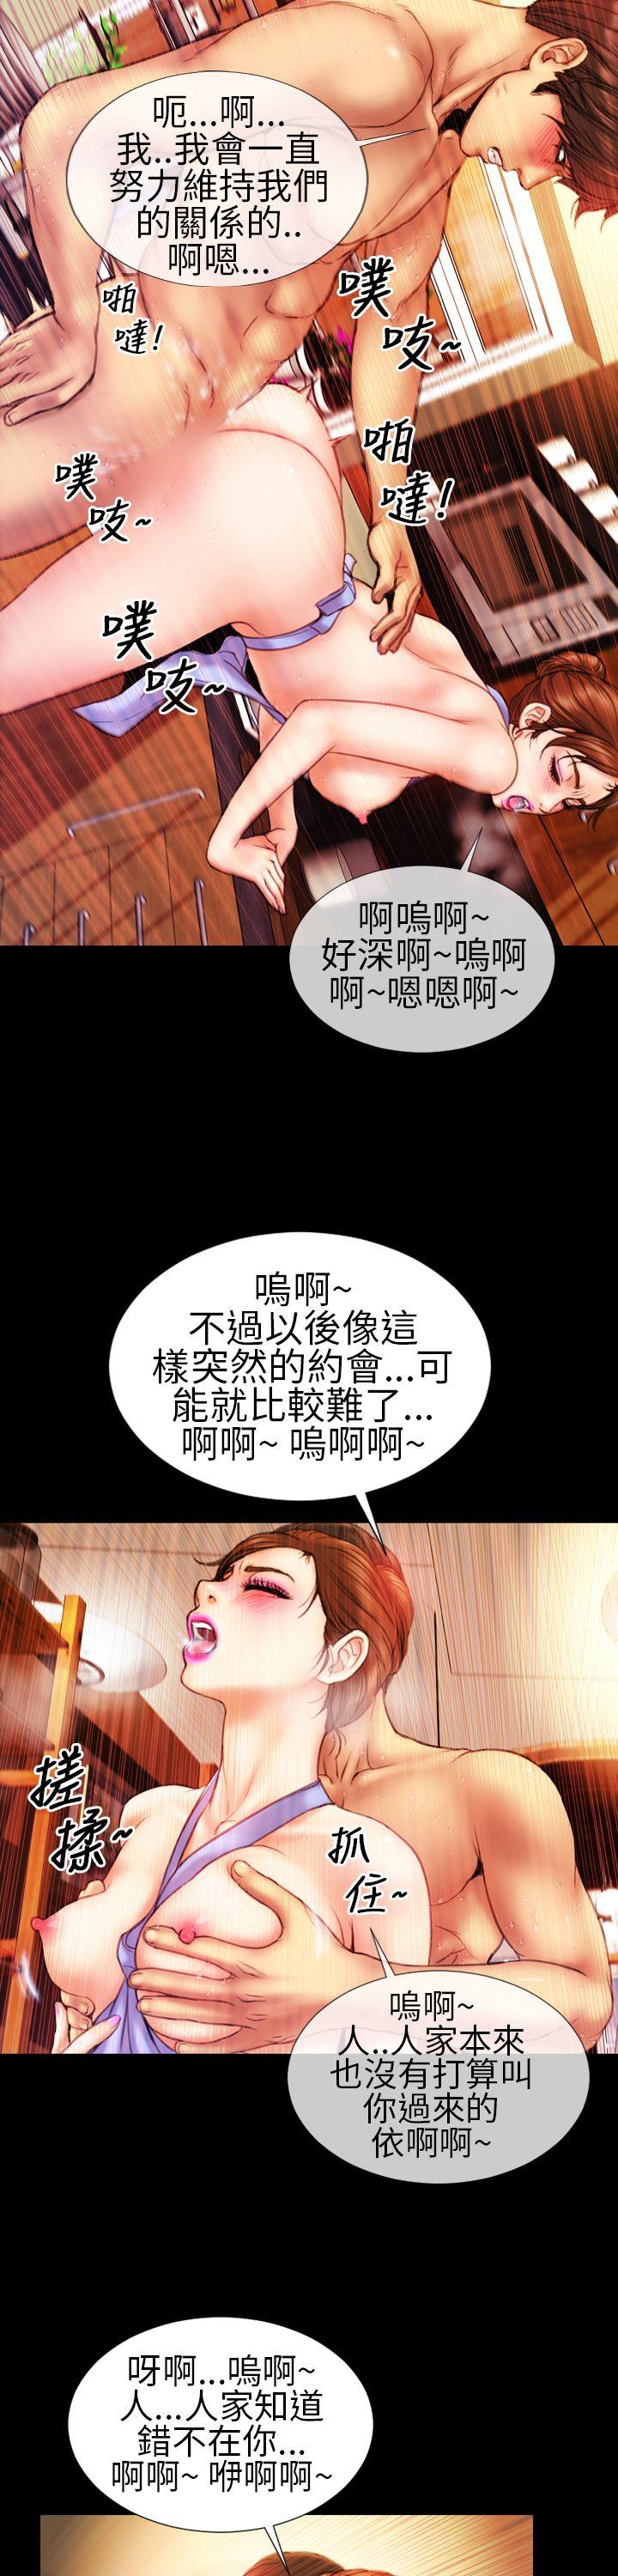 呃...啊...
我..我會一直
努力維持我們
的關係的..
啊嗯...
啪
噠!
噗
吱~
啪
噠!
噗
吱~
噗
吱~
啊嗚啊~
好深啊~嗚啊
啊~嗯嗯啊~
嗚啊~
不過以後像這
樣突然的約會...可
能就比較難了...
啊啊~ 嗚啊啊~
搓
揉~
抓
住~
嗚啊~
人..人家本來
也沒有打算叫
你過來的
依啊啊~
呀啊...嗚啊~
人...人家知道
錯不在你...
啊啊~ 咿啊啊~